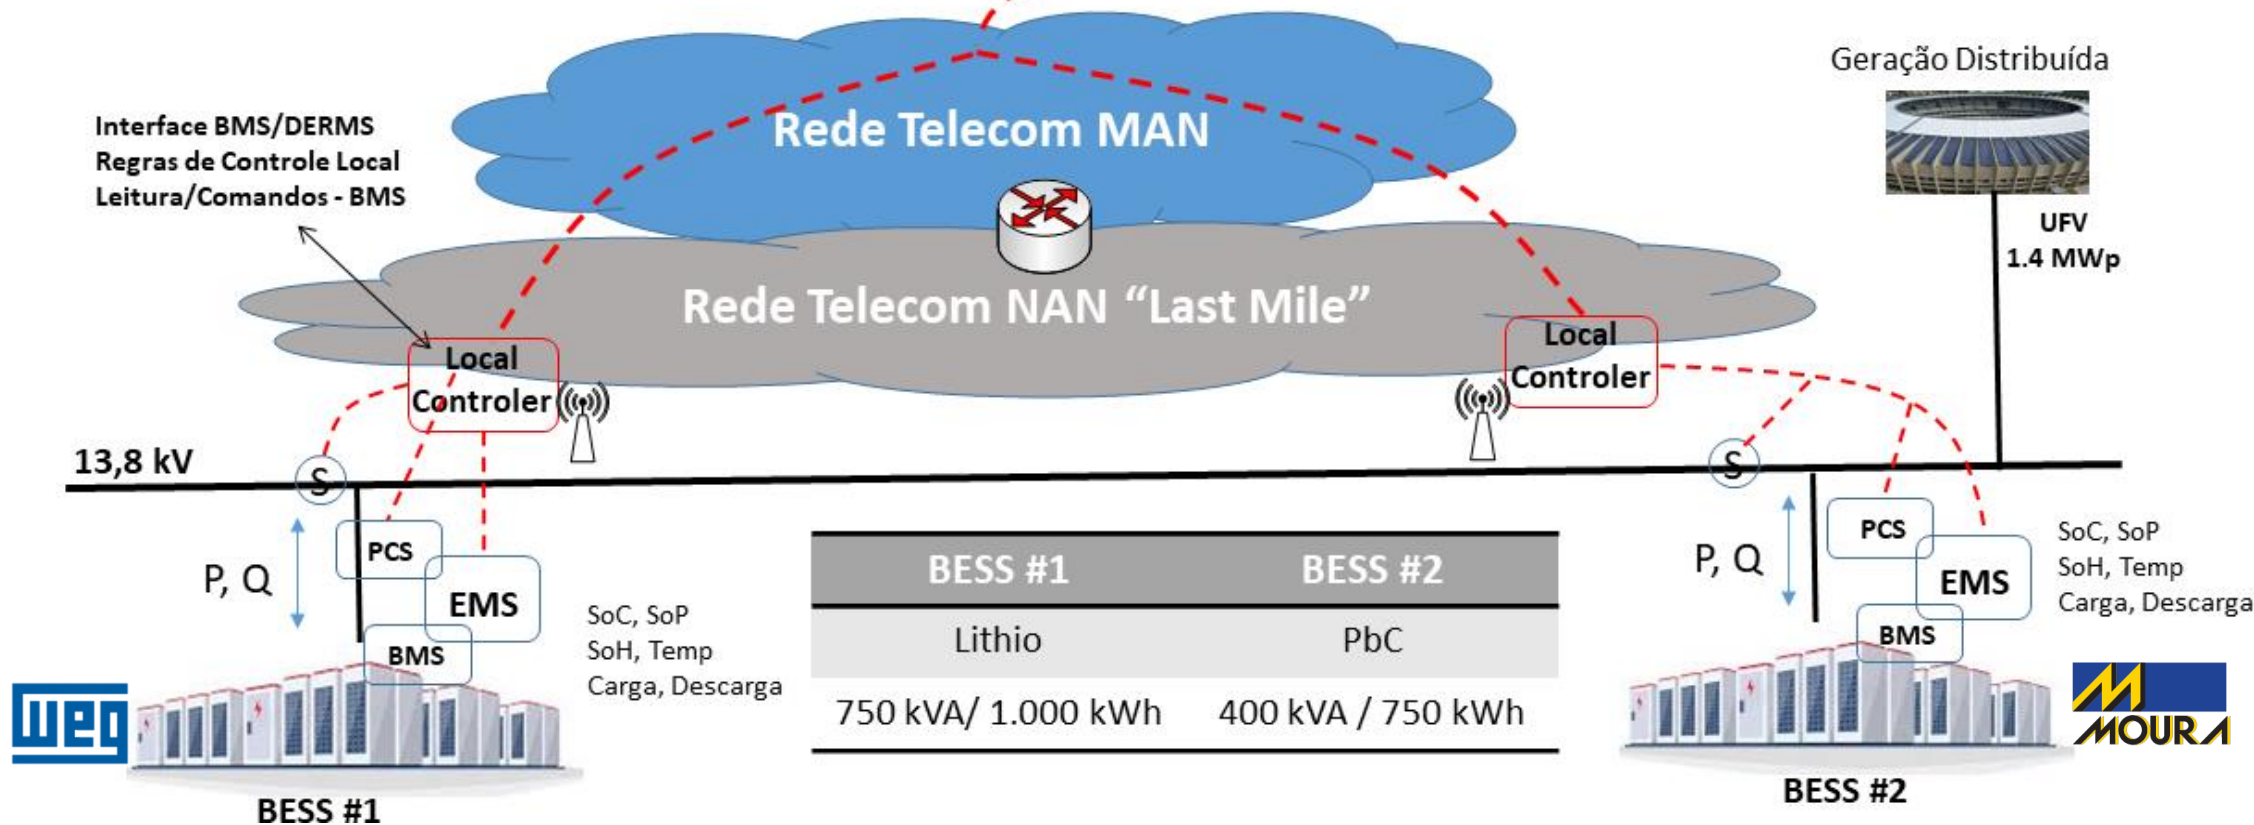 Geração Distribuída
Rede Telecom MAN
Interface BMS/DERMS
Regras de Controle Local
Leitura/Comandos - BMS
UFV
1.4 MWp
Rede Telecom NAN “Last Mile”
Local
Controler
Local
Controler
13,8 kV
S
S
P, Q
PCS
EMS
BMS
SoC, SoP
SoH, Temp
Carga, Descarga
BESS #1 BESS #2
Lithio PbC
750 kVA/ 1.000 kWh 400 kVA / 750 kWh
P, Q
PCS
EMS
BMS
SoC, SoP
SoH, Temp
Carga, Descarga
weg
MOURA
BESS #1
BESS #2